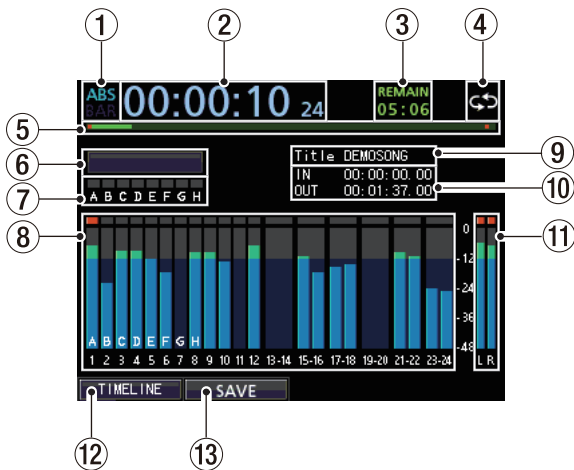 1 2 3 4
ABS 00:00:10 24 REMAIN
BAR 05:06
5
6 Title DEMOSONG 9
IN 00:00:00.00
OUT 00:01:37.00 10
7 A B C D E F G H
8 0 11
-12
-24
-36
A B C D E F G H -48
1 2 3 4 5 6 7 8 9 10 11 12 13-14 15-16 17-18 19-20 21-22 23-24 L R
TIMELINE SAVE
12 13